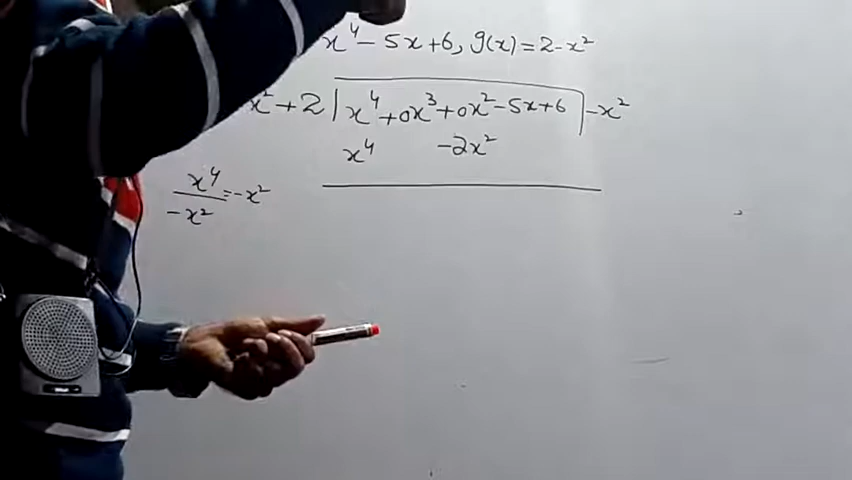 x⁴ - 5x + 6, g(x) = 2 - x²
x² + 2 | x⁴ + 0x³ + 0x² - 5x + 6 | - x²
x⁴ - 2x²
x⁴/-x² = -x²